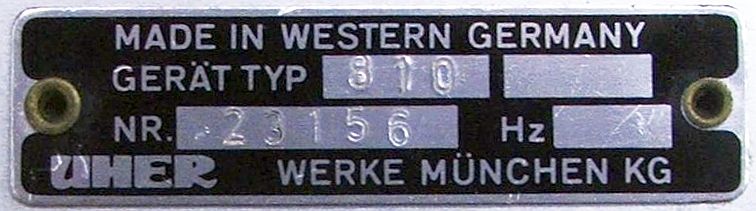 MADE IN WESTERN GERMANY
GERÄT TYP 810
NR. 23156 Hz
UHER WERKE MÜNCHEN KG